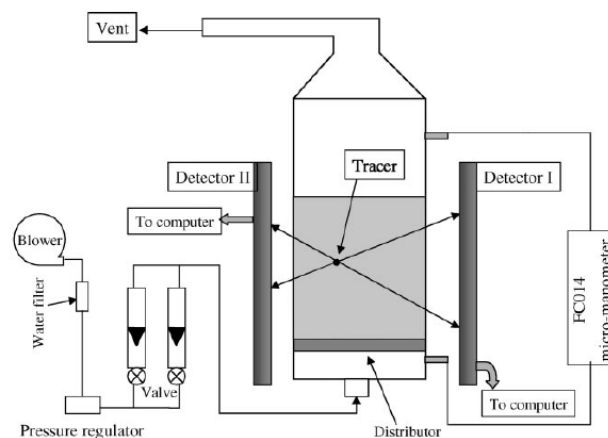 Vent
Tracer
Detector II
Detector I
To computer
Blower
Water filter
FC014
micro-manometer
Valve
To computer
Pressure regulator
Distributor